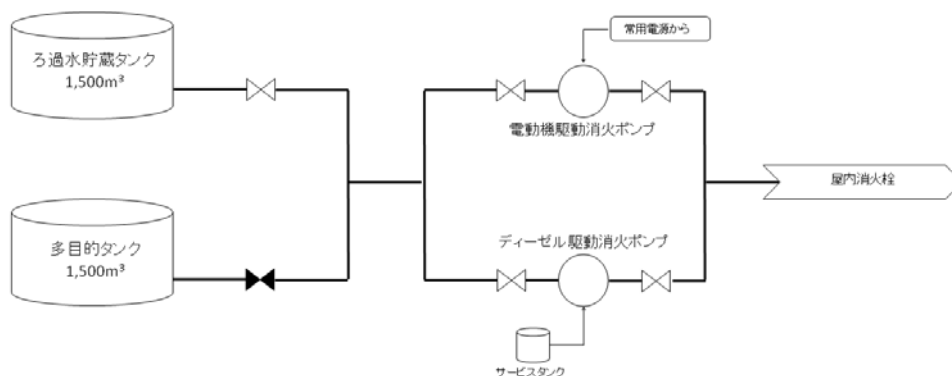 常用電源から
ろ過水貯蔵タンク
1,500m³
電動機駆動消火ポンプ
屋内消火栓
多目的タンク
1,500m³
ディーゼル駆動消火ポンプ
サービスタンク